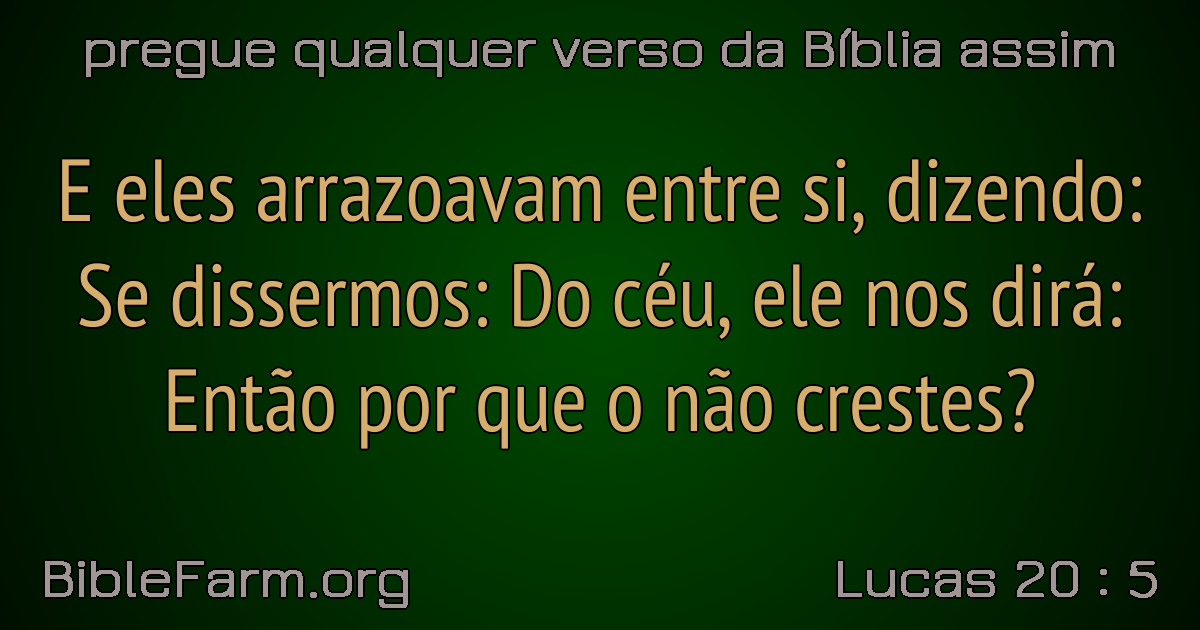 pregue qualquer verso da Bíblia assim
E eles arrazoavam entre si, dizendo:
Se dissermos: Do céu, ele nos dirá:
Então por que o não crestes?
BibleFarm.org
Lucas 20 : 5